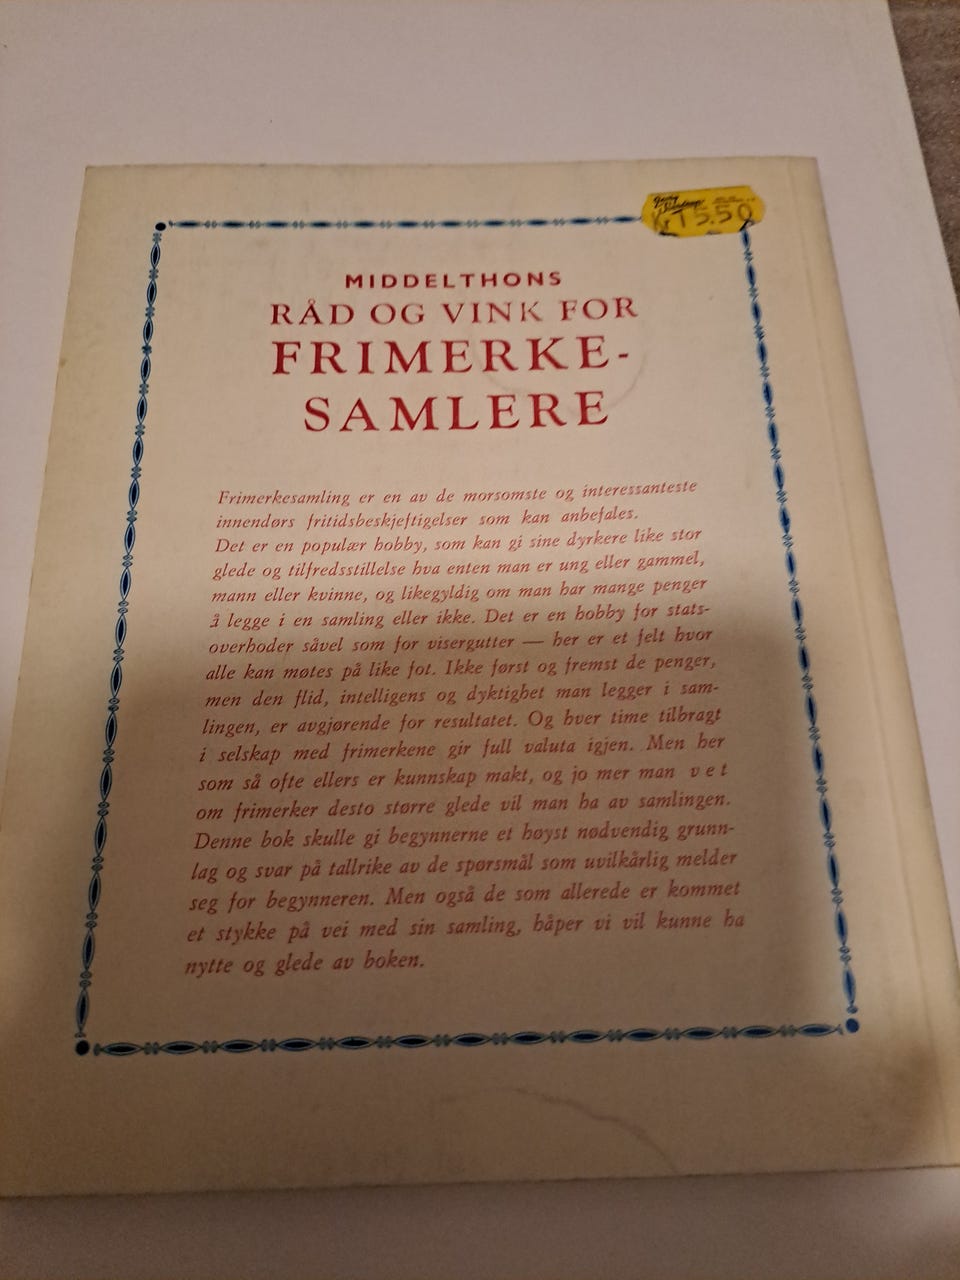 15.50
MIDDELTHONS
RÅD OG VINK FOR
FRIMERKE-
SAMLERE
Frimerkesamling er en av de morsomste og interessanteste
innendørs fritidsbeskjeftigelser som kan anbefales.
Det er en populær hobby, som kan gi sine dyrkere like stor
glede og tilfredsstillelse hva enten man er ung eller gammel,
mann eller kvinne, og likegyldig om man har mange penger
å legge i en samling eller ikke. Det er en hobby for stats-
overhoder såvel som for visergutter — her er et felt hvor
alle kan møtes på like fot. Ikke først og fremst de penger,
men den flid, intelligens og dyktighet man legger i sam-
lingen, er avgjørende for resultatet. Og hver time tilbragt
i selskap med frimerkene gir full valuta igjen. Men her
som så ofte ellers er kunnskap makt, og jo mer man vet
om frimerker desto større glede vil man ha av samlingen.
Denne bok skulle gi begynnerne et høyst nødvendig grunn-
lag og svar på tallrike av de spørsmål som uvilkårlig melder
seg for begynneren. Men også de som allerede er kommet
et stykke på vei med sin samling, håper vi vil kunne ha
nytte og glede av boken.